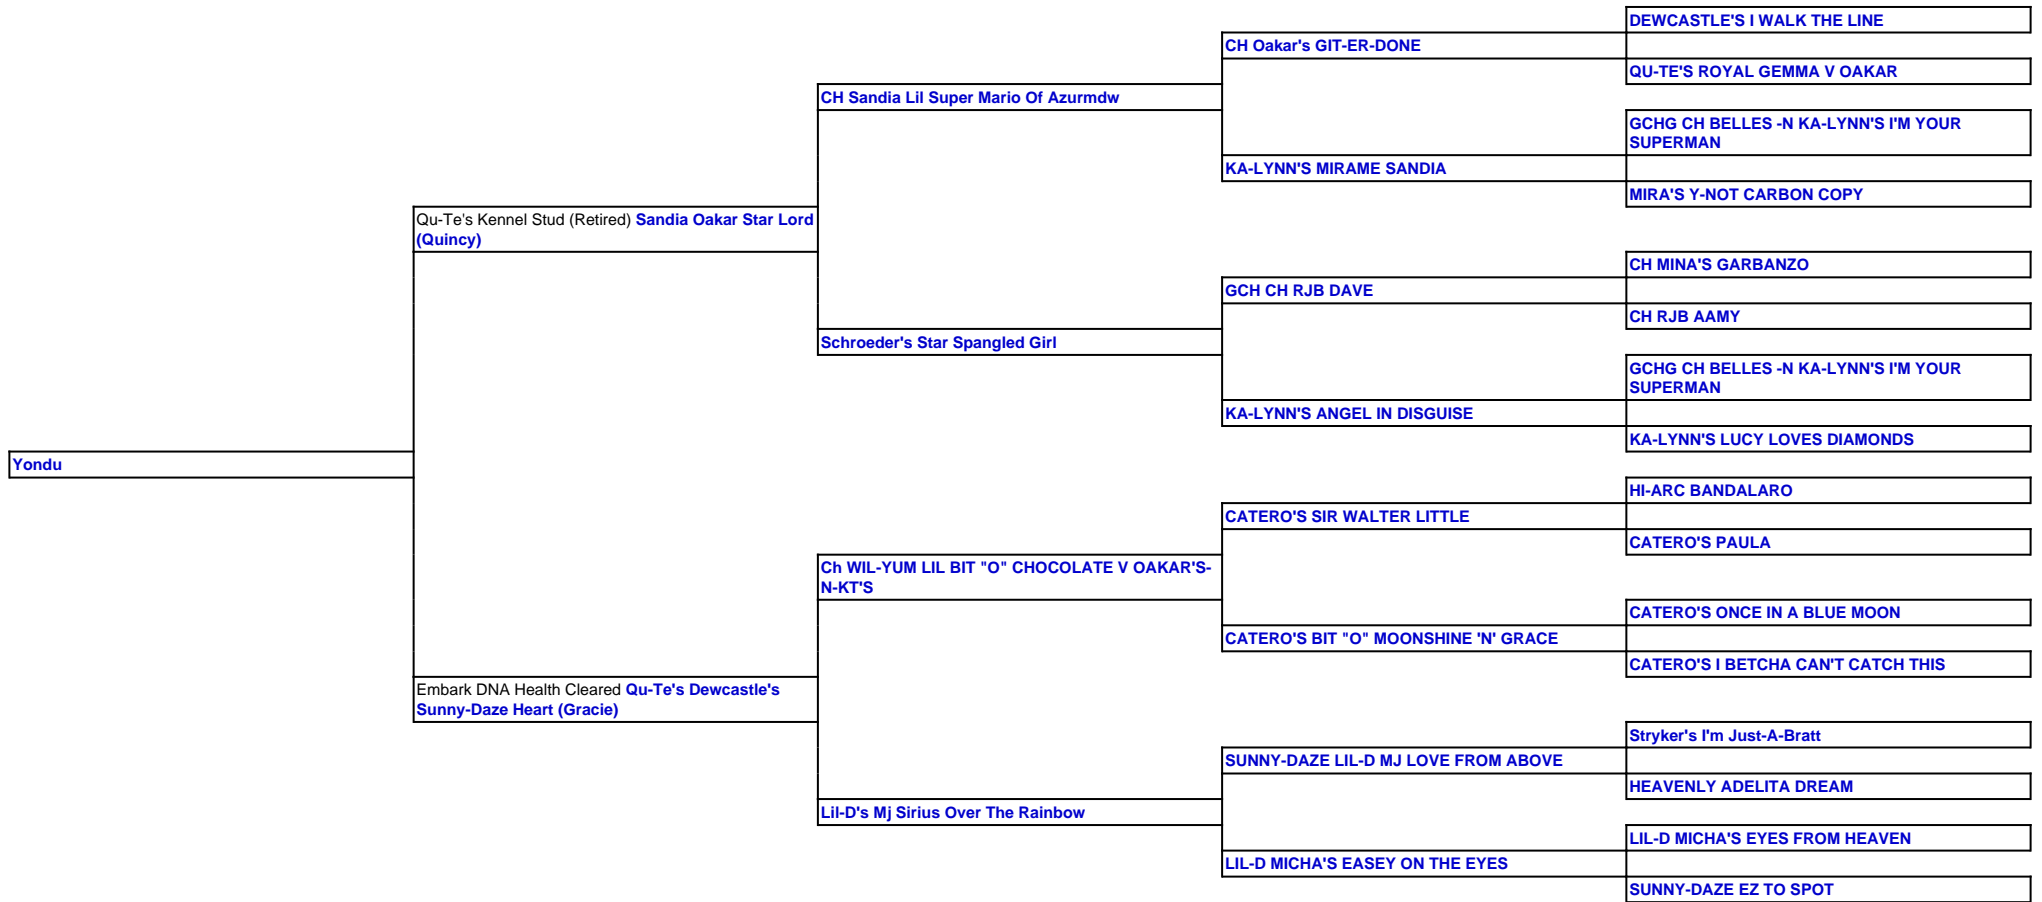 DEWCASTLE'S I WALK THE LINE
CH Oakar's GIT-ER-DONE
QU-TE'S ROYAL GEMMA V OAKAR
CH Sandia Lil Super Mario Of Azurmdw
GCHG CH BELLES -N KA-LYNN'S I'M YOUR
SUPERMAN
KA-LYNN'S MIRAME SANDIA
MIRA'S Y-NOT CARBON COPY
Qu-Te's Kennel Stud (Retired) Sandia Oakar Star Lord
(Quincy)
CH MINA'S GARBANZO
GCH CH RJB DAVE
CH RJB AAMY
Schroeder's Star Spangled Girl
GCHG CH BELLES -N KA-LYNN'S I'M YOUR
SUPERMAN
KA-LYNN'S ANGEL IN DISGUISE
KA-LYNN'S LUCY LOVES DIAMONDS
Yondu
HI-ARC BANDALARO
CATERO'S SIR WALTER LITTLE
CATERO'S PAULA
Ch WIL-YUM LIL BIT "O" CHOCOLATE V OAKAR'S-
N-KT'S
CATERO'S ONCE IN A BLUE MOON
CATERO'S BIT "O" MOONSHINE 'N' GRACE
CATERO'S I BETCHA CAN'T CATCH THIS
Embark DNA Health Cleared Qu-Te's Dewcastle's
Sunny-Daze Heart (Gracie)
Stryker's I'm Just-A-Bratt
SUNNY-DAZE LIL-D MJ LOVE FROM ABOVE
HEAVENLY ADELITA DREAM
Lil-D's Mj Sirius Over The Rainbow
LIL-D MICHA'S EYES FROM HEAVEN
LIL-D MICHA'S EASEY ON THE EYES
SUNNY-DAZE EZ TO SPOT